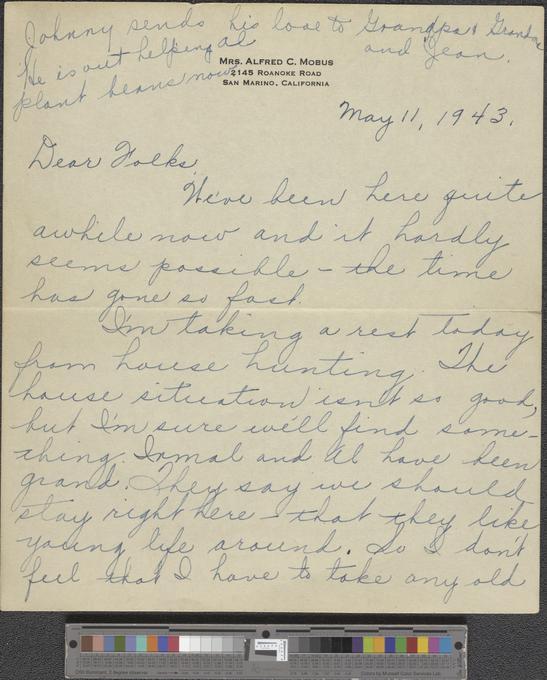 Johnny sends his love to Grandpa & Grandma
and Jean.
He is out helping Al
plant beans now
MRS. ALFRED C. MOBUS
2145 ROANOKE ROAD
SAN MARINO, CALIFORNIA
May 11, 1943.
Dear Folks,
We've been here quite
awhile now and it hardly
seems possible - the time
has gone so fast.
I'm taking a rest today
from house hunting. The
house situation isn't so good,
but I'm sure we'll find some-
thing. Irmal and Al have been
grand. They say we should
stay right here - that they like
young life around. So I don't
feel that I have to take any old